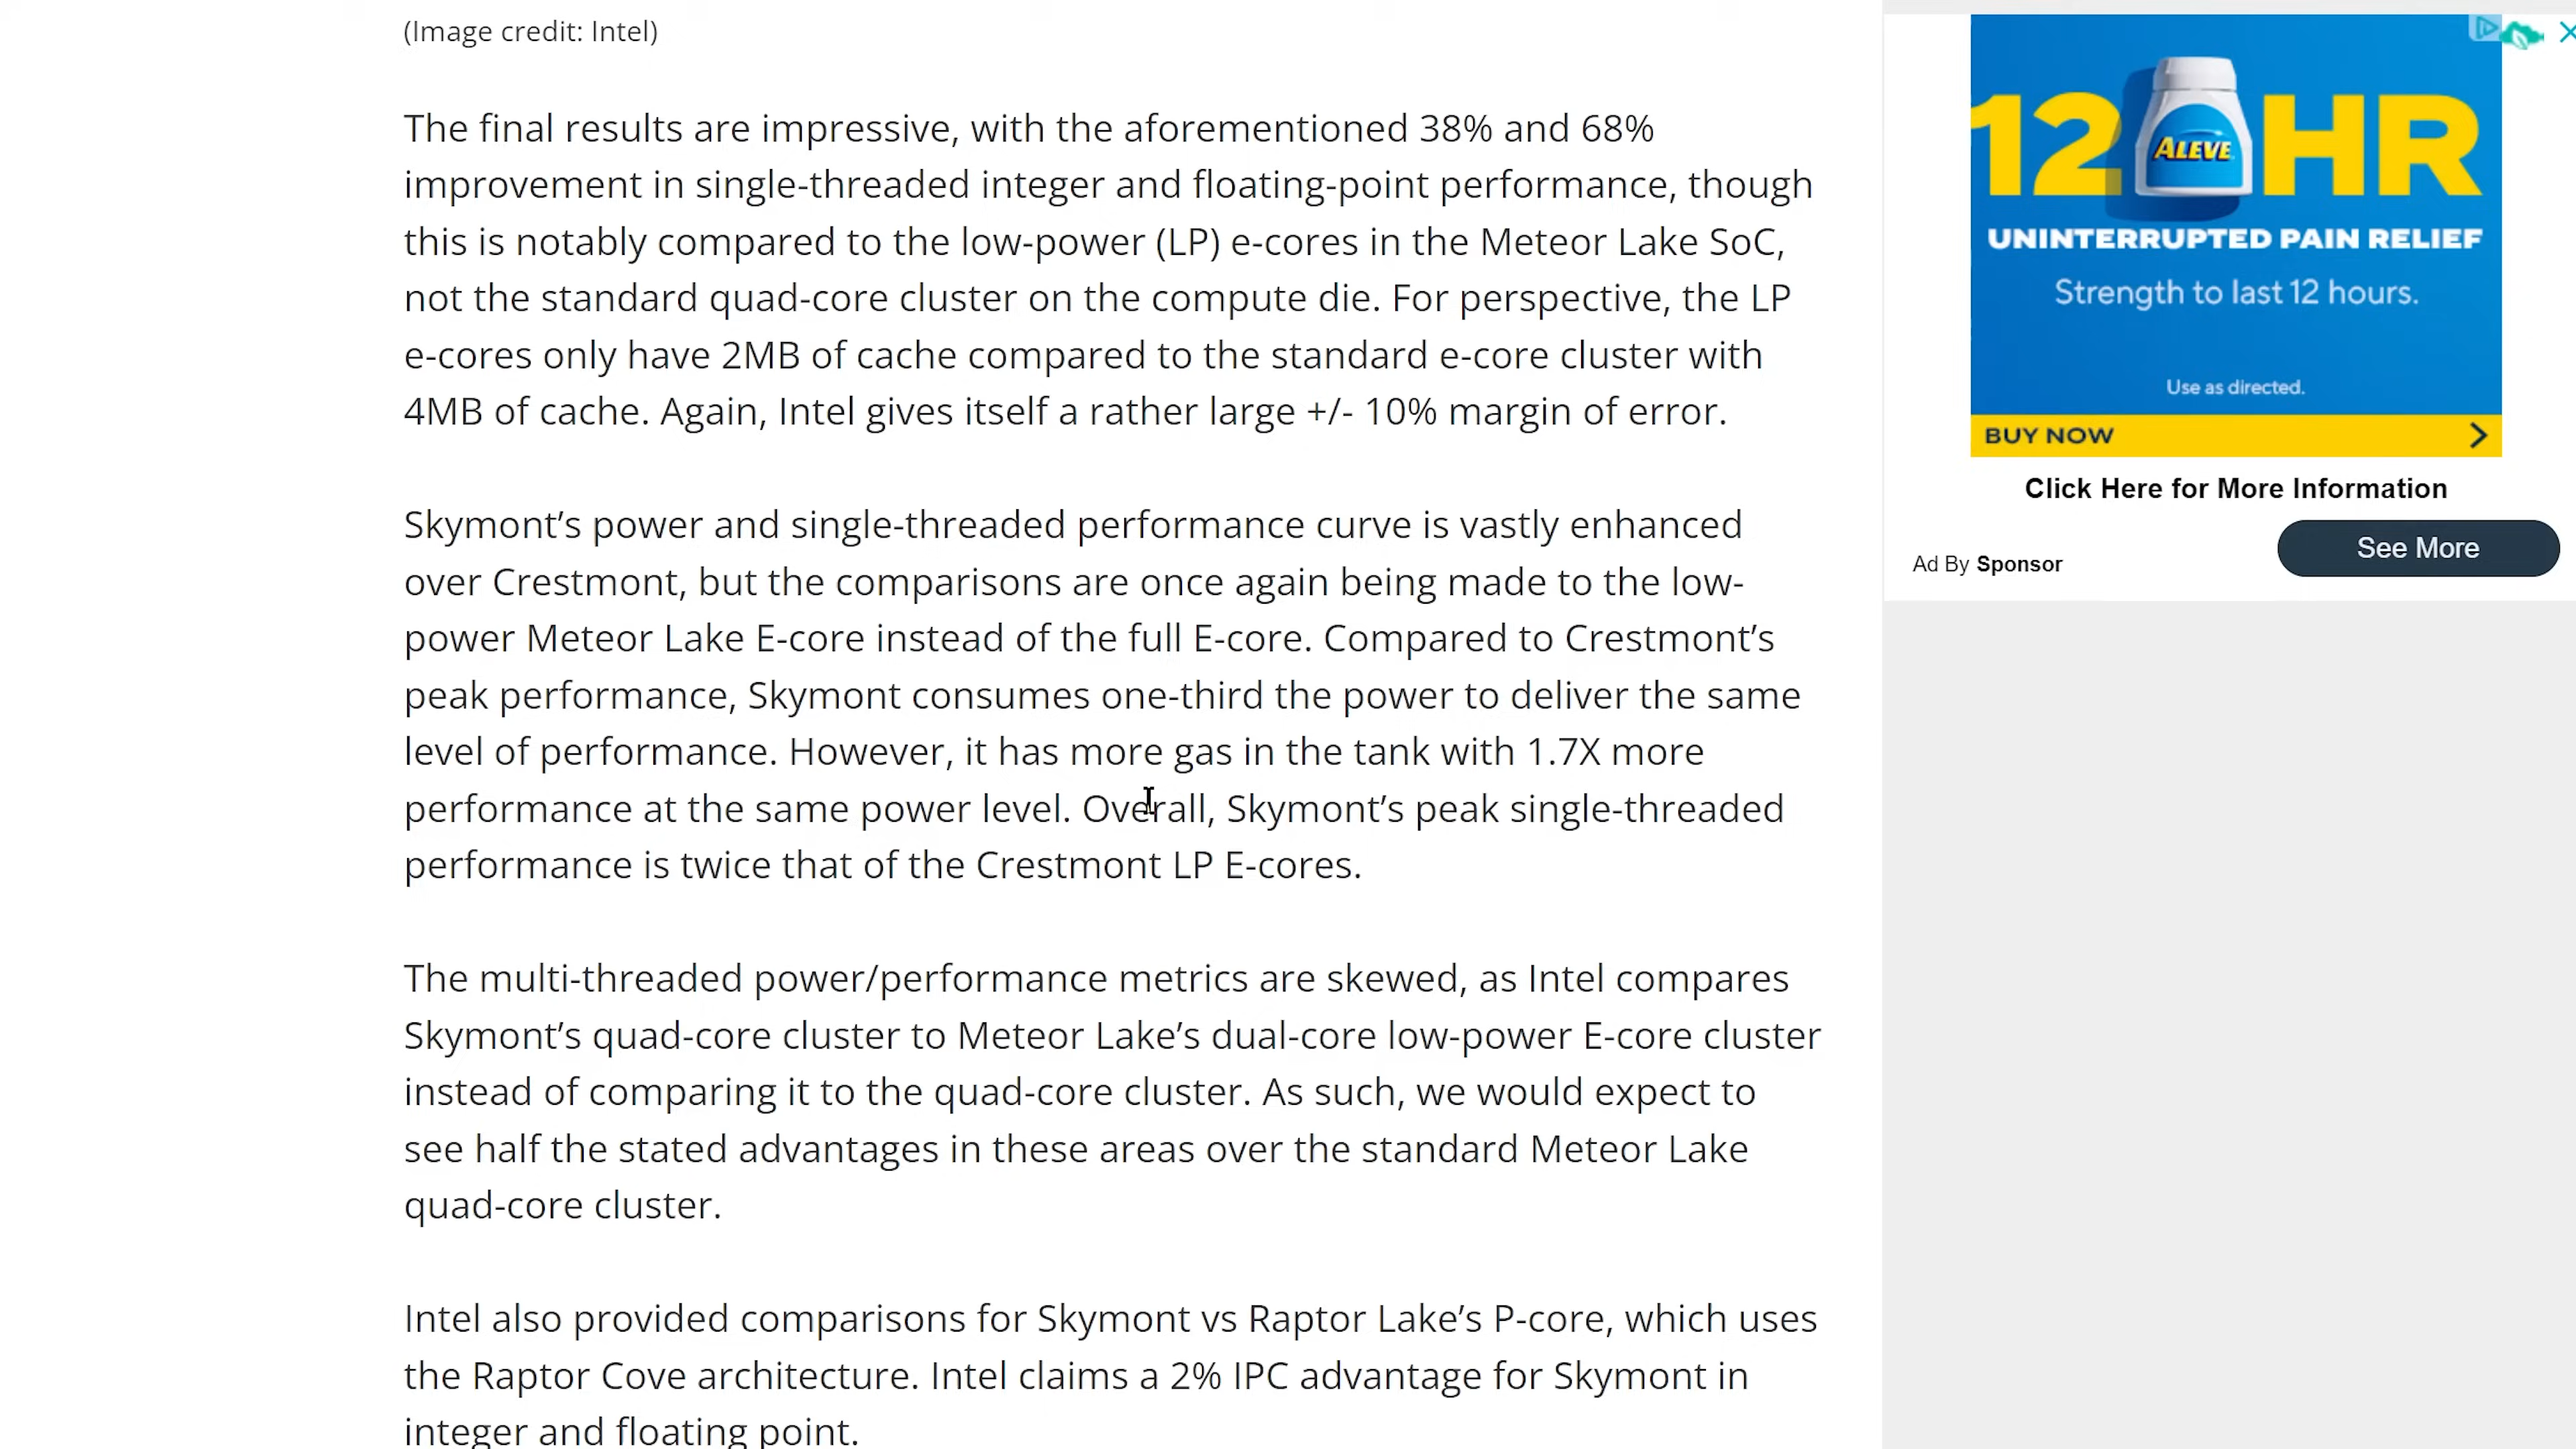 (Image credit: Intel)
The final results are impressive, with the aforementioned 38% and 68%
improvement in single-threaded integer and floating-point performance, though
this is notably compared to the low-power (LP) e-cores in the Meteor Lake SoC,
not the standard quad-core cluster on the compute die. For perspective, the LP
e-cores only have 2MB of cache compared to the standard e-core cluster with
4MB of cache. Again, Intel gives itself a rather large +/- 10% margin of error.
Skymont’s power and single-threaded performance curve is vastly enhanced
over Crestmont, but the comparisons are once again being made to the low-
power Meteor Lake E-core instead of the full E-core. Compared to Crestmont’s
peak performance, Skymont consumes one-third the power to deliver the same
level of performance. However, it has more gas in the tank with 1.7X more
performance at the same power level. Overall, Skymont’s peak single-threaded
performance is twice that of the Crestmont LP E-cores.
The multi-threaded power/performance metrics are skewed, as Intel compares
Skymont’s quad-core cluster to Meteor Lake’s dual-core low-power E-core cluster
instead of comparing it to the quad-core cluster. As such, we would expect to
see half the stated advantages in these areas over the standard Meteor Lake
quad-core cluster.
Intel also provided comparisons for Skymont vs Raptor Lake’s P-core, which uses
the Raptor Cove architecture. Intel claims a 2% IPC advantage for Skymont in
integer and floating point.
12 HR
ALEVE
UNINTERRUPTED PAIN RELIEF
Strength to last 12 hours.
Use as directed.
BUY NOW
Click Here for More Information
Ad By Sponsor
See More